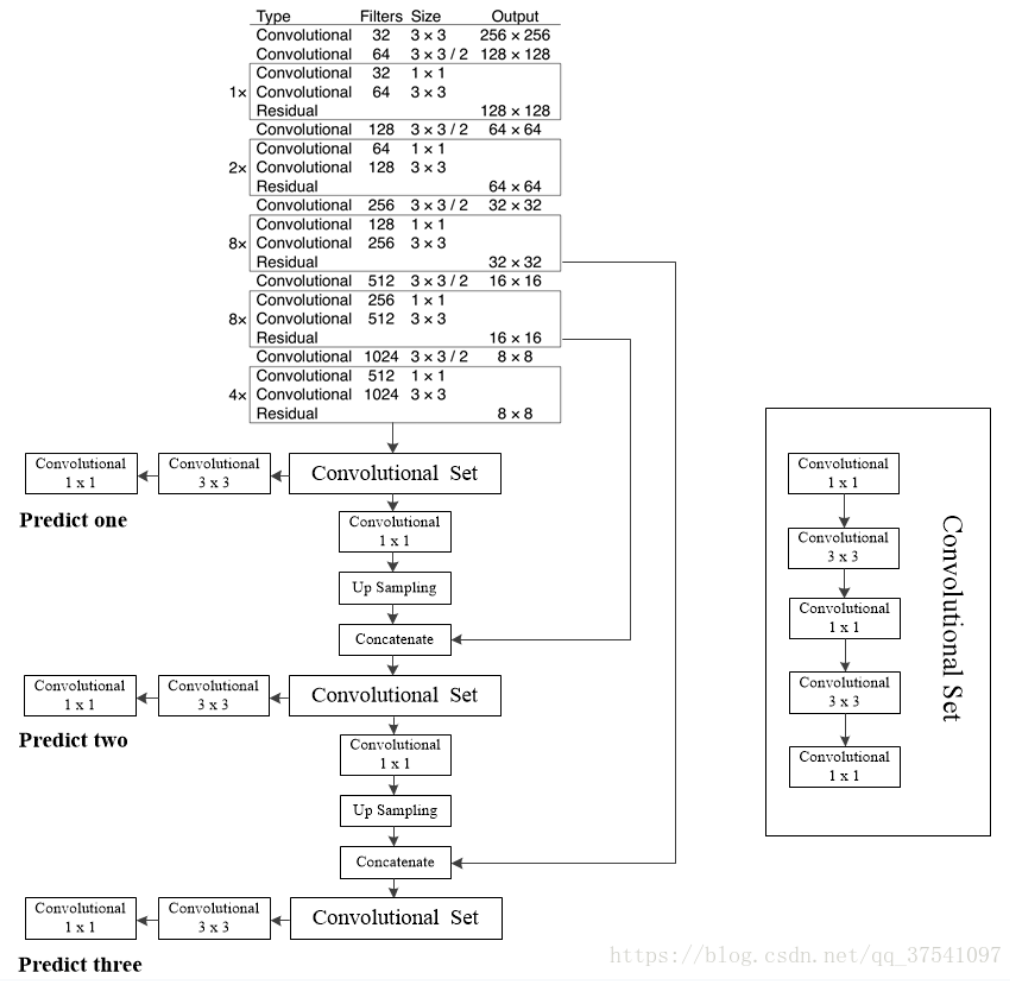 Type Filters Size Output
Convolutional 32 3 × 3 256 × 256
Convolutional 64 3 × 3 / 2 128 × 128
Convolutional 32 1 × 1
1× Convolutional 64 3 × 3
Residual 128 × 128
Convolutional 128 3 × 3 / 2 64 × 64
Convolutional 64 1 × 1
2× Convolutional 128 3 × 3
Residual 64 × 64
Convolutional 256 3 × 3 / 2 32 × 32
Convolutional 128 1 × 1
8× Convolutional 256 3 × 3
Residual 32 × 32
Convolutional 512 3 × 3 / 2 16 × 16
Convolutional 256 1 × 1
8× Convolutional 512 3 × 3
Residual 16 × 16
Convolutional 1024 3 × 3 / 2 8 × 8
Convolutional 512 1 × 1
4× Convolutional 1024 3 × 3
Residual 8 × 8
Convolutional
1 x 1
Convolutional
3 x 3
Convolutional Set
Predict one
Convolutional
1 x 1
Up Sampling
Concatenate
Convolutional
1 x 1
Convolutional
3 x 3
Convolutional Set
Predict two
Convolutional
1 x 1
Up Sampling
Concatenate
Convolutional
1 x 1
Convolutional
3 x 3
Convolutional Set
Predict three
Convolutional
1 x 1
Convolutional
3 x 3
Convolutional
1 x 1
Convolutional
3 x 3
Convolutional
1 x 1
Convolutional Set
https://blog.csdn.net/qq_37541097